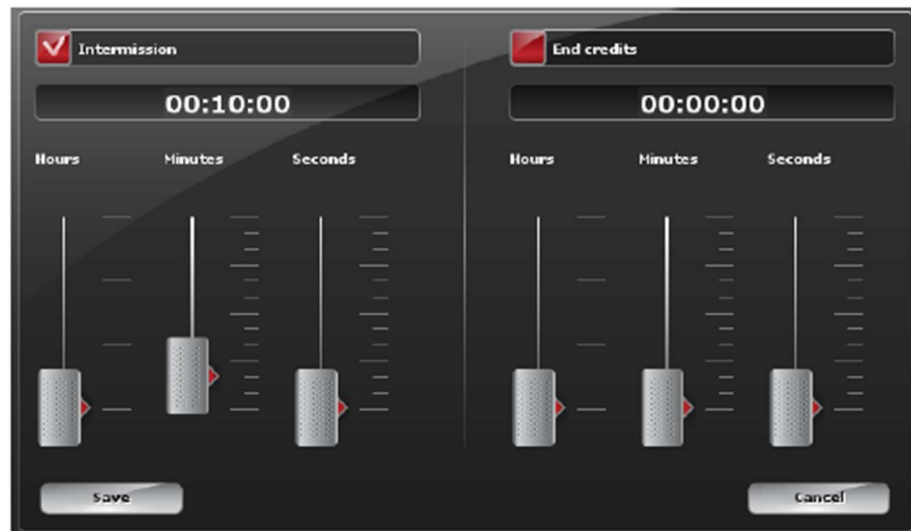 Intermission
End credits
00:10:00
00:00:00
Hours Minutes Seconds
Hours Minutes Seconds
Save
Cancel